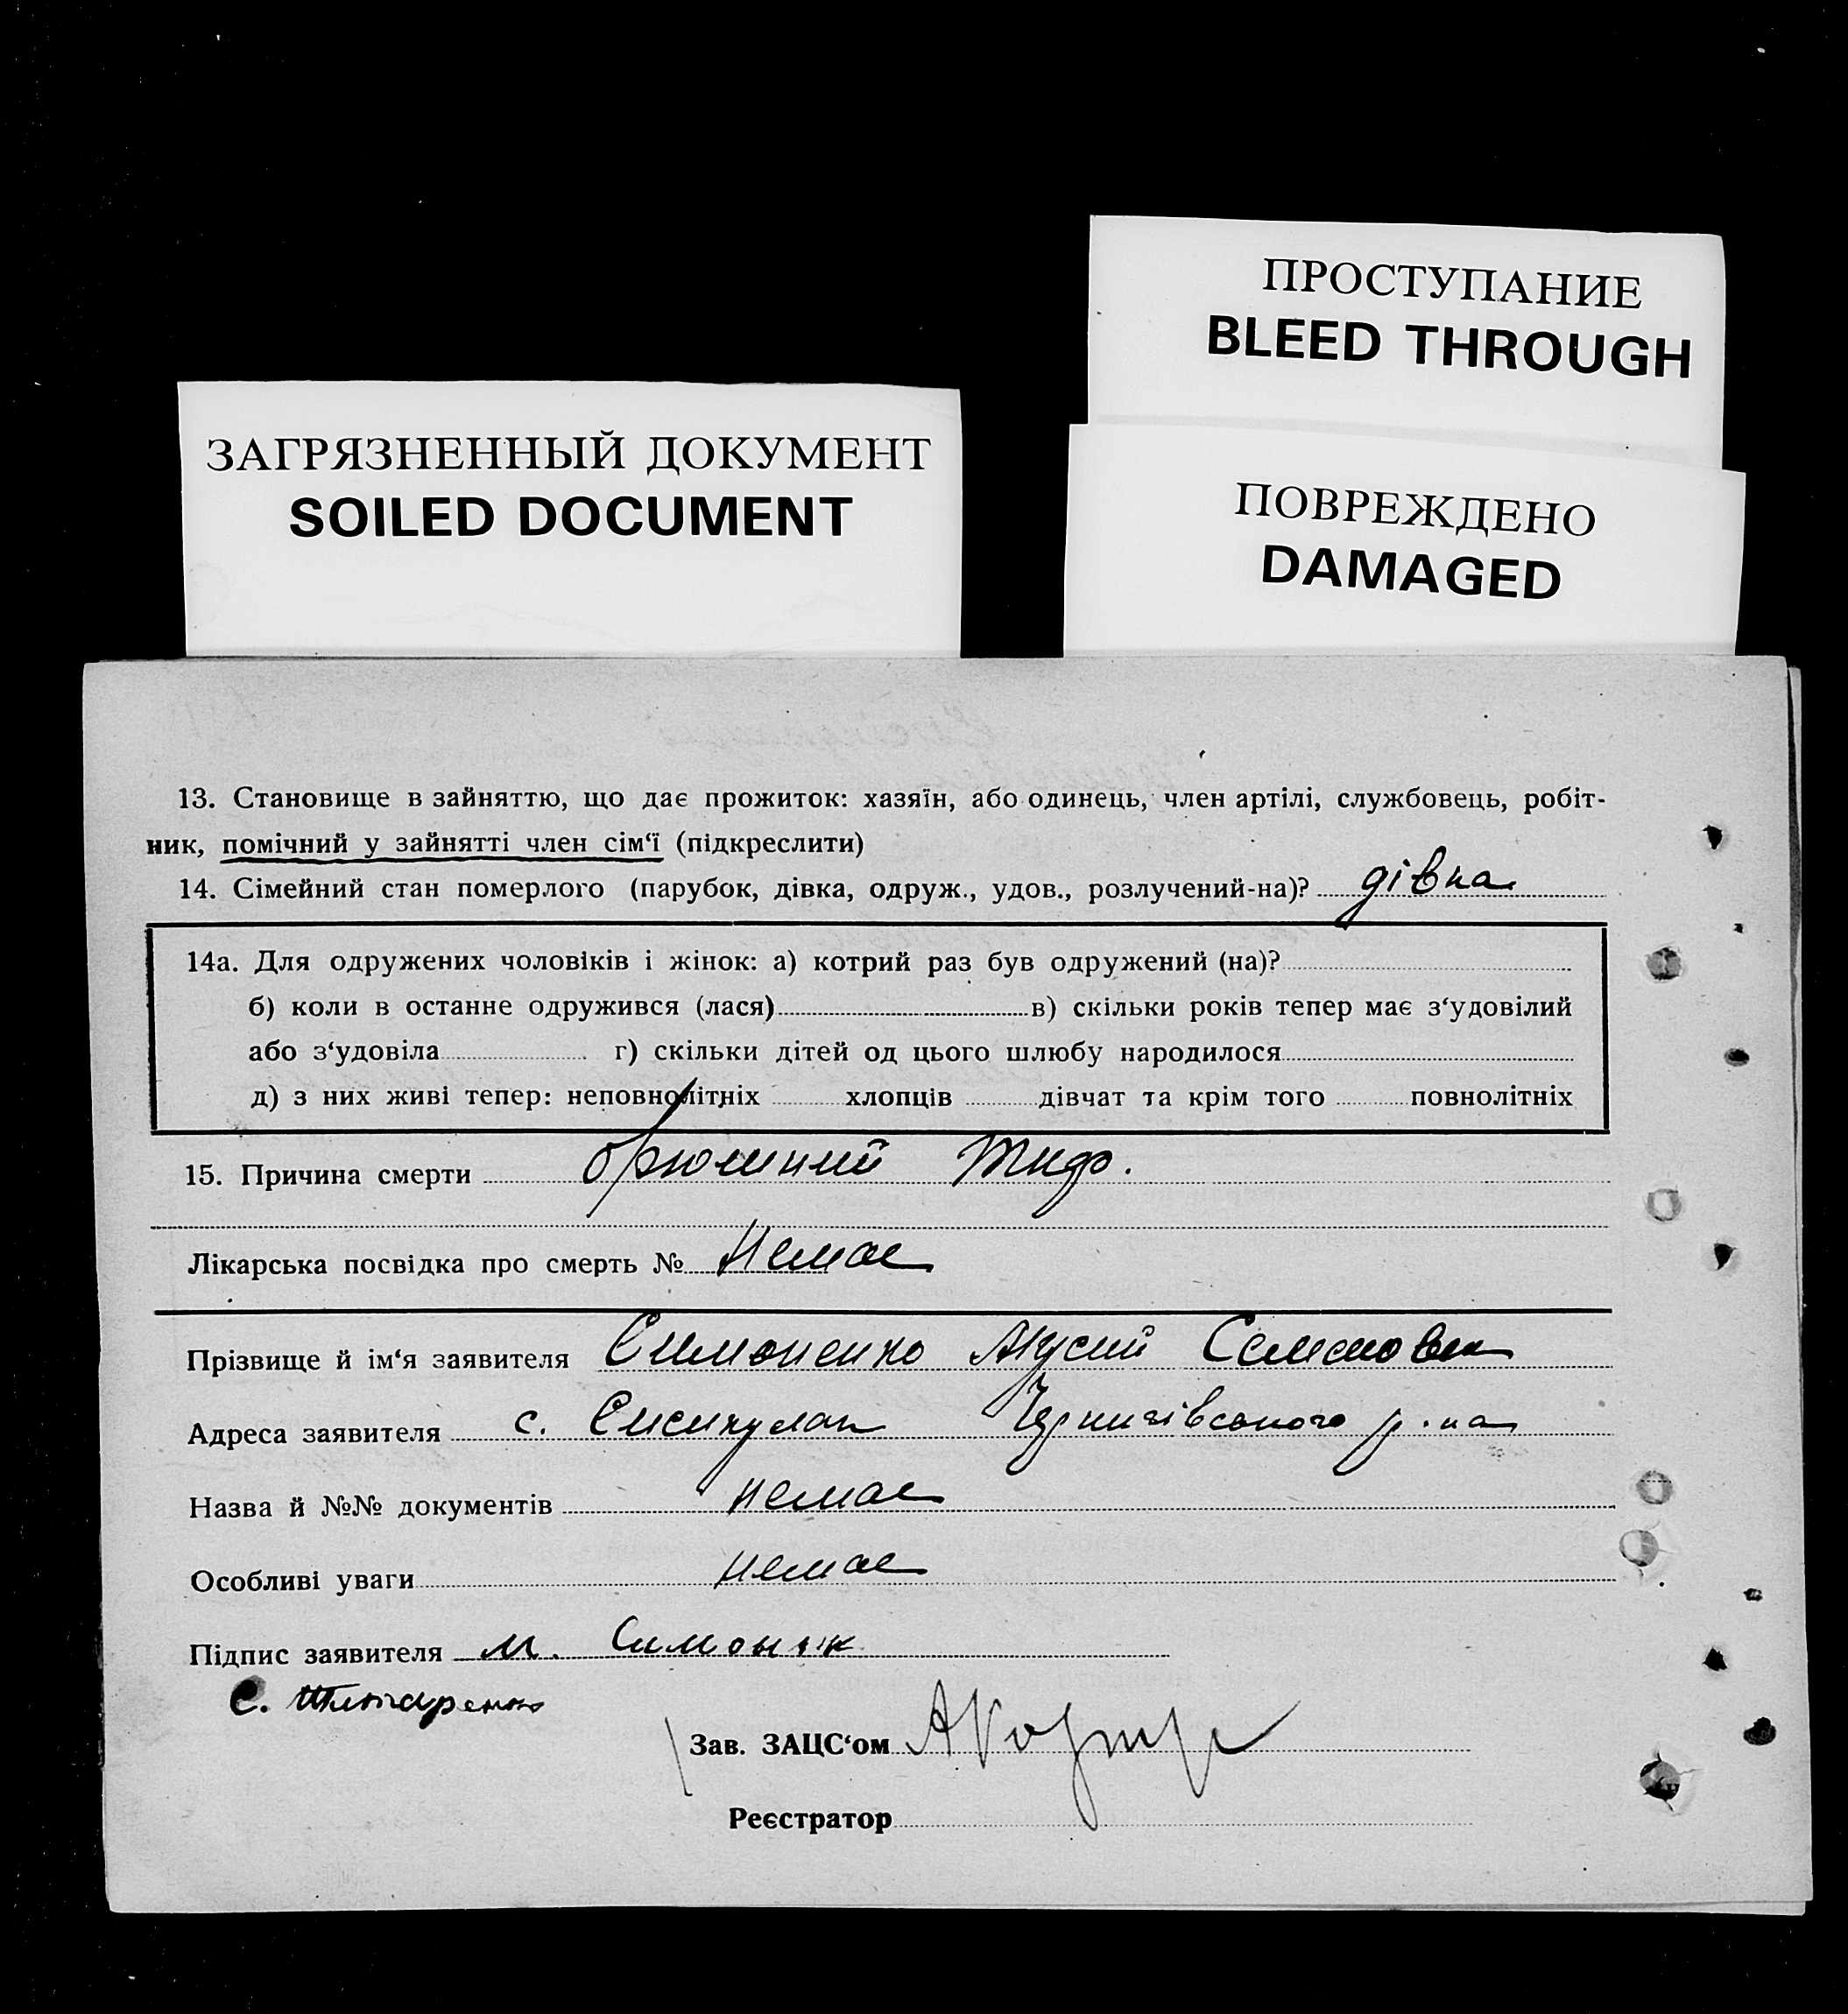 ПРОСТУПАНИЕ
BLEED THROUGH
ЗАГРЯЗНЕННЫЙ ДОКУМЕНТ
SOILED DOCUMENT
ПОВРЕЖДЕНО
DAMAGED
13. Становище в зайняттю, що дає прожиток: хазяїн, або одинець, член артілі, службовець, робіт-
ник, помічний у зайнятті член сім‘ї (підкреслити)
14. Сімейний стан померлого (парубок, дівка, одруж., удов., розлучений-на)? дівка
14а. Для одружених чоловіків і жінок: а) котрий раз був одружений (на)?
б) коли в останне одружився (лася) в) скільки років тепер має з‘удовілий
або з‘удовіла г) скільки дітей од цього шлюбу народилося
д) з них живі тепер: неповнолітніх хлопців дівчат та крім того повнолітніх
15. Причина смерти брюшний тиф.
Лікарська посвідка про смерть № немає
Прізвище й ім‘я заявителя Симоненко Мусий Семенович
Адреса заявителя с. Чернигівського р-на
Назва й №№ документів немає
Особливі уваги немає
Підпис заявителя М. Симоненк
С.
Зав. ЗАЦС‘ом
Реєстратор